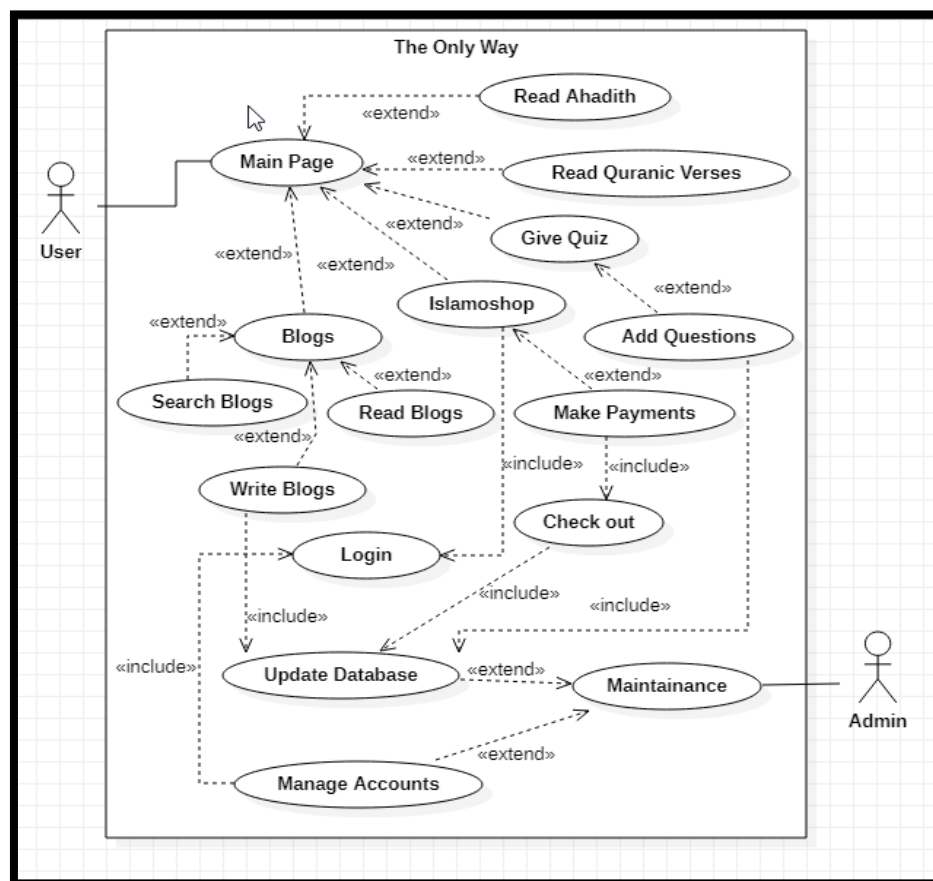 The Only Way
Read Ahadith
«extend»
Main Page
«extend»
Read Quranic Verses
«extend»
Give Quiz
User
«extend»
«extend»
«extend»
Islamoshop
«extend»
Blogs
Add Questions
«extend»
«extend»
Search Blogs
Read Blogs
Make Payments
«extend»
«include»
«include»
Write Blogs
Check out
Login
«include»
«include»
«include»
«include»
Update Database
«extend»
Maintainance
Admin
«extend»
Manage Accounts